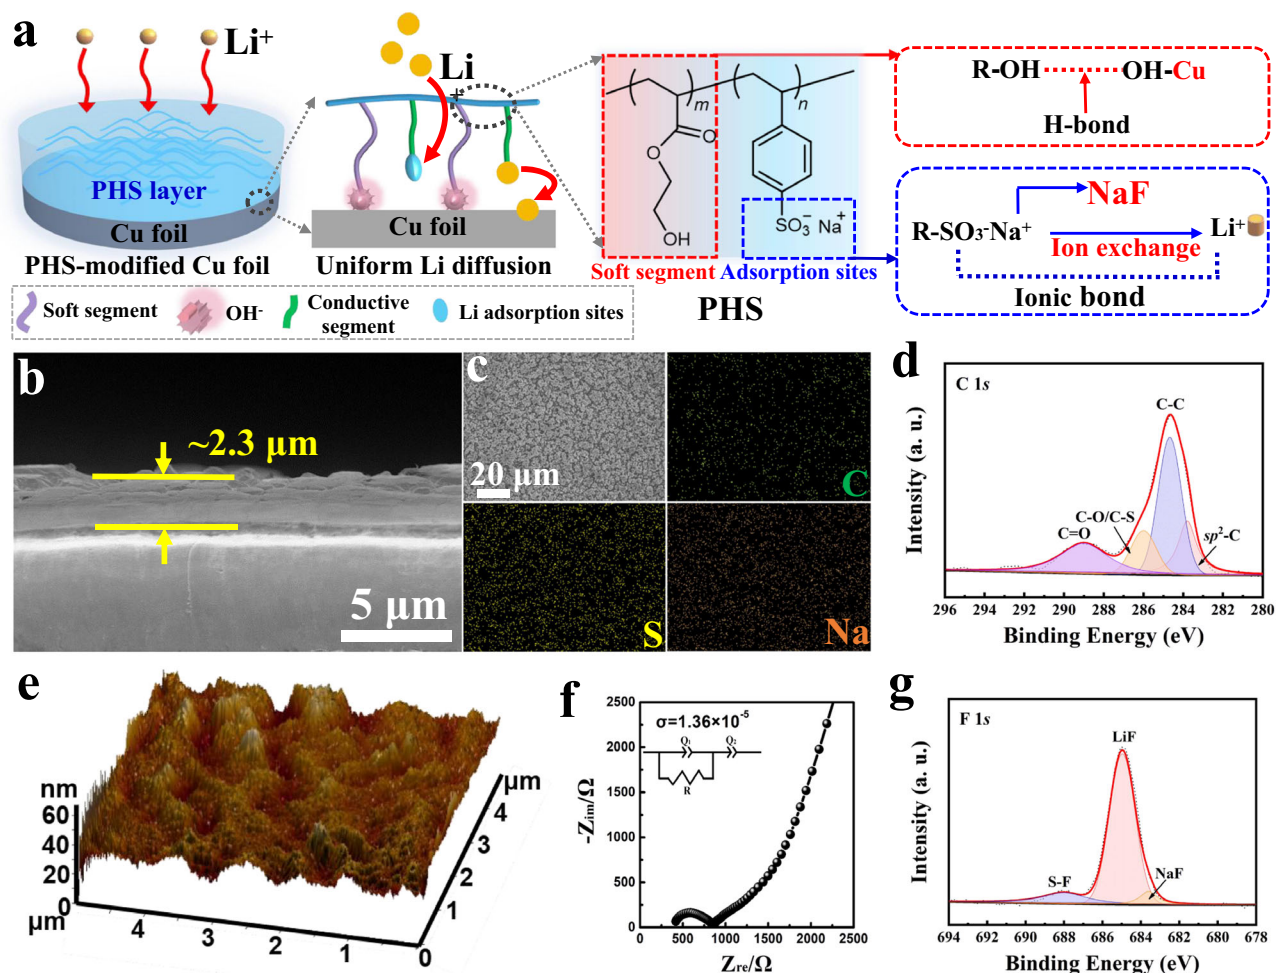 a
Li⁺
PHS layer
Cu foil
PHS-modified Cu foil
Li
+
Cu foil
Uniform Li diffusion
Soft segment
OH-
Conductive
segment
Li adsorption sites
m
n
O
O
OH
SO₃⁻ Na⁺
Soft segment
Adsorption sites
PHS
R-OH
OH-Cu
H-bond
NaF
R-SO₃-Na⁺
Li⁺
Ion exchange
Ionic bond
b
~2.3 µm
5 µm
c
20 µm
C
S
Na
d
C 1s
C-C
C-O/C-S
C=O
sp²-C
Intensity (a. u.)
296 294 292 290 288 286 284 282 280
Binding Energy (eV)
e
nm
60
40
20
0
µm
4
3
2
1
0
1
2
3
4
µm
f
2500
2000
1500
1000
500
0
σ=1.36×10⁻⁵
Q₁
Q₂
R
-Zim/Ω
0 500 1000 1500 2000 2500
Zre/Ω
g
F 1s
LiF
S-F
NaF
Intensity (a. u.)
694 692 690 688 686 684 682 680 678
Binding Energy (eV)